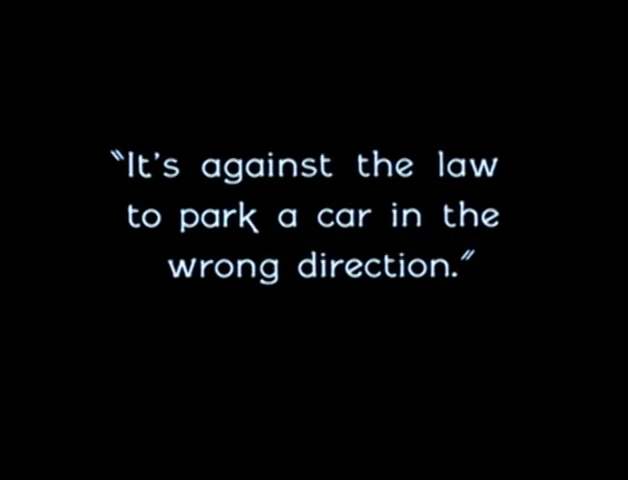 "It's against the law
to park a car in the
wrong direction."